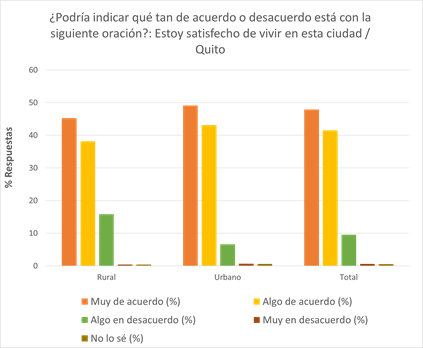 ¿Podría indicar qué tan de acuerdo o desacuerdo está con la
siguiente oración?: Estoy satisfecho de vivir en esta ciudad /
Quito
% Respuestas
60
50
40
30
20
10
0
Rural
Urbano
Total
Muy de acuerdo (%)
Algo de acuerdo (%)
Algo en desacuerdo (%)
Muy en desacuerdo (%)
No lo sé (%)